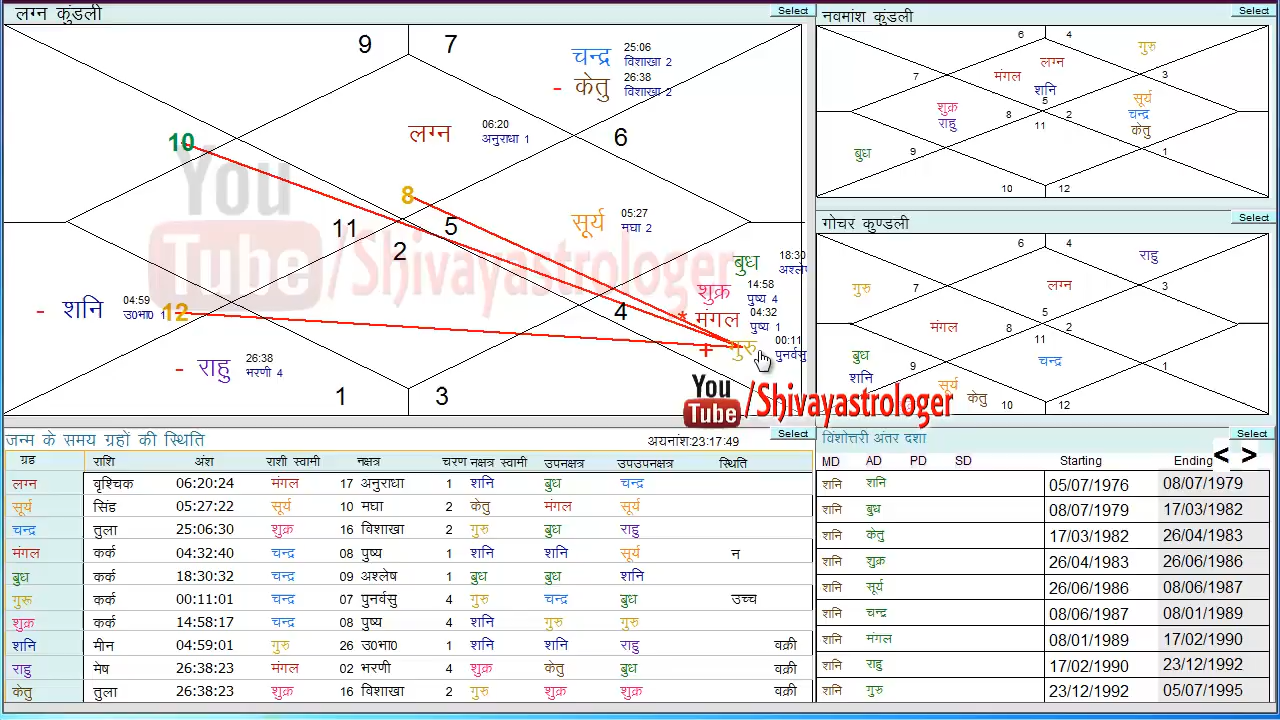 लग्न कुंडली
Select
9
7
चन्द्र 25:06 विशाखा 2
- केतु 26:38 विशाखा 2
लग्न 06:20 अनुराधा 1
6
10
8
11
5
2
सूर्य 05:27 मघा 2
बुध 18:30 अश्ले
शुक्र 14:58 पुष्य 4
4
* मंगल 04:32 पुष्य 1
+ गुरु 00:11 पुनर्वसु
- शनि 04:59 उ0भा0 1
12
- राहु 26:38 भरणी 4
1
3
You Tube /Shivayastrologer
You Tube /Shivayastrologer
नवमांश कुंडली
Select
6
4
गुरु
लग्न
7
मंगल
3
शनि
5
सूर्य
शुक्र
8
2
चन्द्र
राहु
11
केतु
बुध
9
1
10
12
गोचर कुण्डली
Select
6
4
राहु
गुरु
7
लग्न
3
मंगल
8
5
2
11
बुध
चन्द्र
9
1
शनि
सूर्य
केतु
10
12
जन्म के समय ग्रहों की स्थिति
अयनांश:23:17:49
Select
ग्रह राशि अंश राशी स्वामी नक्षत्र चरण नक्षत्र स्वामी उपनक्षत्र उपउपनक्षत्र स्थिति
लग्न वृश्चिक 06:20:24 मंगल 17 अनुराधा 1 शनि बुध चन्द्र
सूर्य सिंह 05:27:22 सूर्य 10 मघा 2 केतु मंगल सूर्य
चन्द्र तुला 25:06:30 शुक्र 16 विशाखा 2 गुरु बुध राहु
मंगल कर्क 04:32:40 चन्द्र 08 पुष्य 1 शनि शनि सूर्य न
बुध कर्क 18:30:32 चन्द्र 09 अश्लेष 1 बुध बुध शनि
गुरू कर्क 00:11:01 चन्द्र 07 पुनर्वसु 4 गुरु चन्द्र बुध उच्च
शुक्र कर्क 14:58:17 चन्द्र 08 पुष्य 4 शनि गुरु गुरु
शनि मीन 04:59:01 गुरु 26 उ0भा0 1 शनि शनि राहु वक्री
राहु मेष 26:38:23 मंगल 02 भरणी 4 शुक्र केतु बुध वक्री
केतु तुला 26:38:23 शुक्र 16 विशाखा 2 गुरु शुक्र शुक्र वक्री
विंशोत्तरी अंतर दशा
Select
< >
MD AD PD SD Starting Ending
शनि शनि 05/07/1976 08/07/1979
शनि बुध 08/07/1979 17/03/1982
शनि केतु 17/03/1982 26/04/1983
शनि शुक्र 26/04/1983 26/06/1986
शनि सूर्य 26/06/1986 08/06/1987
शनि चन्द्र 08/06/1987 08/01/1989
शनि मंगल 08/01/1989 17/02/1990
शनि राहु 17/02/1990 23/12/1992
शनि गुरु 23/12/1992 05/07/1995